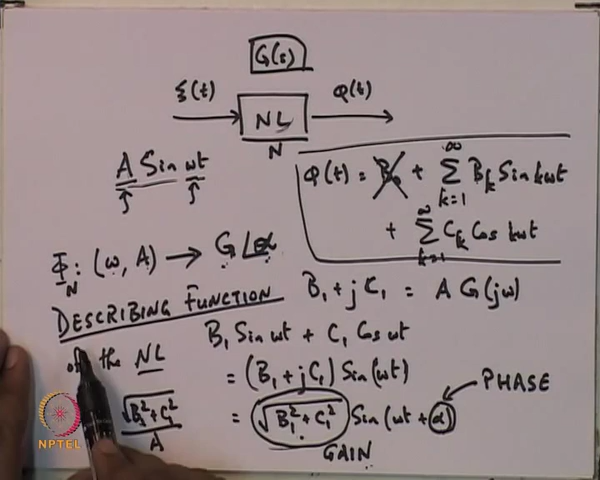 G(s)
ξ(t) NL φ(t)
N
A Sin ωt
φ(t) = B₀ + ∑ₖ₌₁^∞ Bₖ Sin kωt
+ ∑ₖ₌₁^∞ Cₖ Cos kωt
Φ_N : (ω, A) → G∠α
DESCRIBING FUNCTION
B₁ + j C₁ = A G(jω)
of the NL
B₁ Sin ωt + C₁ Cos ωt
= (B₁ + jC₁) Sin(ωt)
PHASE
√(B₁² + C₁²) / A
= √(B₁² + C₁²) Sin(ωt + α)
GAIN
NPTEL